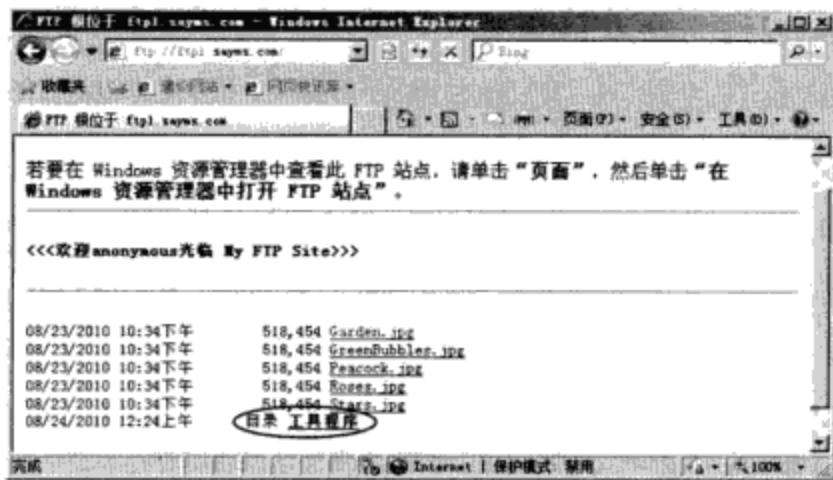 FTP 根位于 ftp1.sayms.com - Windows Internet Explorer
ftp://ftp1.sayms.com/
Bing
收藏夹
FTP 根位于 ftp1.sayms.com
页面(P) 安全(S) 工具(O)
若要在 Windows 资源管理器中查看此 FTP 站点，请单击“页面”，然后单击“在
Windows 资源管理器中打开 FTP 站点”。
<<<欢迎anonymous光临 My FTP Site>>>
08/23/2010 10:34下午 518,454 Garden.jpg
08/23/2010 10:34下午 518,454 GreenBubbles.jpg
08/23/2010 10:34下午 518,454 Peacock.jpg
08/23/2010 10:34下午 518,454 Roses.jpg
08/23/2010 10:34下午 518,454 Stars.jpg
08/24/2010 12:24上午 目录 工具程序
完成 Internet | 保护模式: 禁用 100%